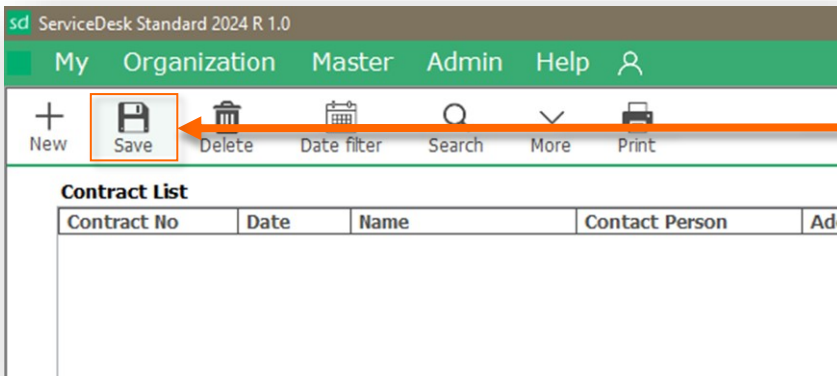 sd ServiceDesk Standard 2024 R 1.0
My Organization Master Admin Help
New Save Delete Date filter Search More Print
Contract List
Contract No Date Name Contact Person